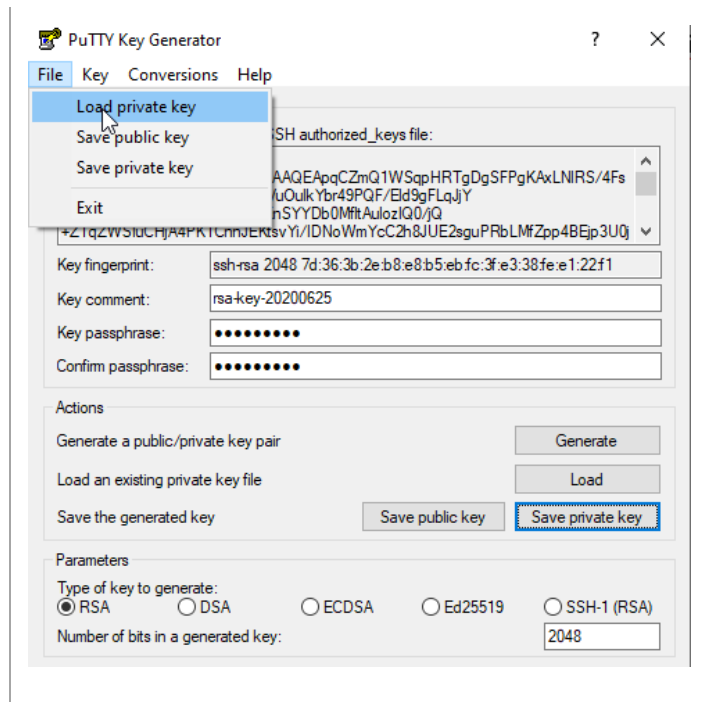 PuTTY Key Generator ?
File Key Conversions Help
Load private key
Save public key
SSH authorized_keys file:
Save private key
AAQEApqCZmQ1WSqpHRTgDgSFPgKAxLNIRS/4Fs
uOulkYbr49PQF/Eld9gFLqJjY
Exit
nSYYDb0MfltAulozIQ0/jQ
+ZTqZWSIuCHjA4PKTChnJEKtsvYi/IDNoWmYcC2h8JUE2sguPRbLMfZpp4BEjp3U0j
Key fingerprint: ssh-rsa 2048 7d:36:3b:2e:b8:e8:b5:eb:fc:3f:e3:38:fe:e1:22:f1
Key comment: rsa-key-20200625
Key passphrase: ●●●●●●●●●
Confirm passphrase: ●●●●●●●●●
Actions
Generate a public/private key pair Generate
Load an existing private key file Load
Save the generated key Save public key Save private key
Parameters
Type of key to generate:
RSA DSA ECDSA Ed25519 SSH-1 (RSA)
Number of bits in a generated key: 2048